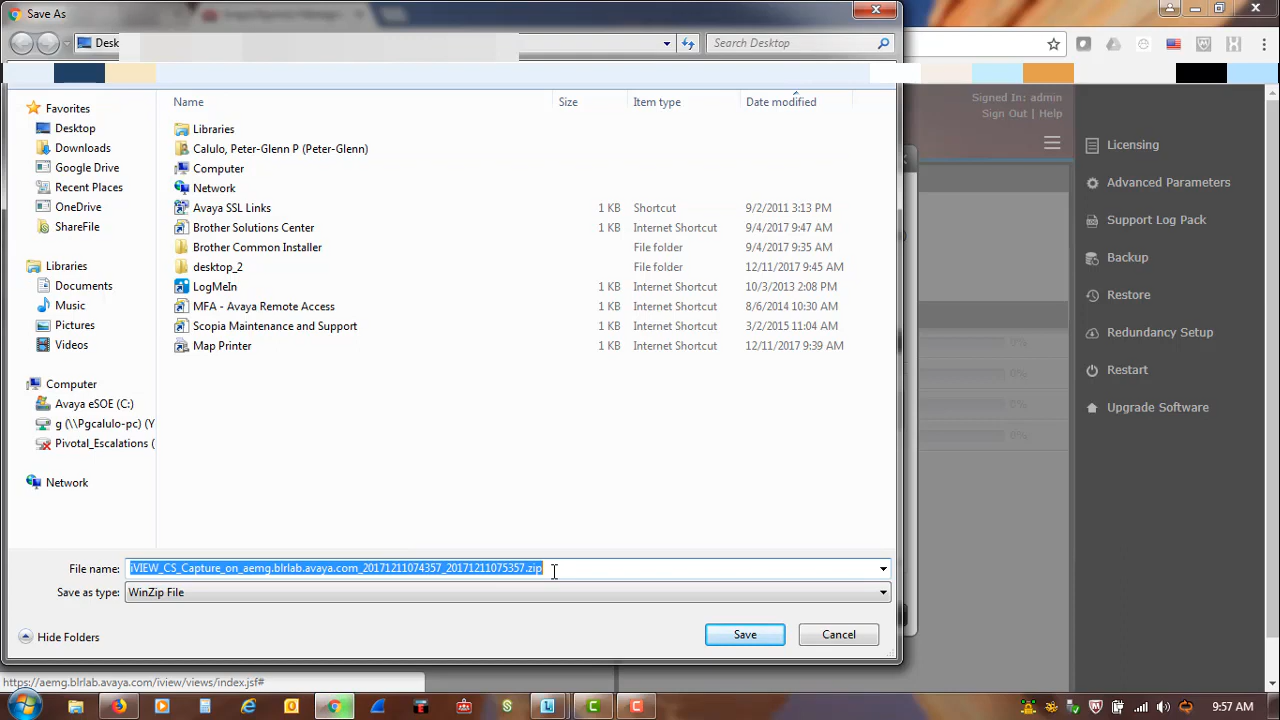 Save As
Desk
Search Desktop
Signed In: admin
Sign Out | Help
Name
Size
Item type
Date modified
Favorites
Desktop
Downloads
Google Drive
Recent Places
OneDrive
ShareFile
Libraries
Documents
Music
Pictures
Videos
Computer
Avaya eSOE (C:)
g (\\Pgcalulo-pc) (Y
Pivotal_Escalations (
Network
Libraries
Calulo, Peter-Glenn P (Peter-Glenn)
Computer
Network
Avaya SSL Links 1 KB Shortcut 9/2/2011 3:13 PM
Brother Solutions Center 1 KB Internet Shortcut 9/4/2017 9:47 AM
Brother Common Installer File folder 9/4/2017 9:35 AM
desktop_2 File folder 12/11/2017 9:45 AM
LogMeIn 1 KB Internet Shortcut 10/3/2013 2:08 PM
MFA - Avaya Remote Access 1 KB Internet Shortcut 8/6/2014 10:30 AM
Scopia Maintenance and Support 1 KB Internet Shortcut 3/2/2015 11:04 AM
Map Printer 1 KB Internet Shortcut 12/11/2017 9:39 AM
Licensing
Advanced Parameters
Support Log Pack
Backup
Restore
Redundancy Setup
Restart
Upgrade Software
0%
0%
0%
0%
File name: iVIEW_CS_Capture_on_aemg.blrlab.avaya.com_20171211074357_20171211075357.zip
Save as type: WinZip File
Hide Folders
Save
Cancel
https://aemg.blrlab.avaya.com/iview/views/index.jsf#
9:57 AM